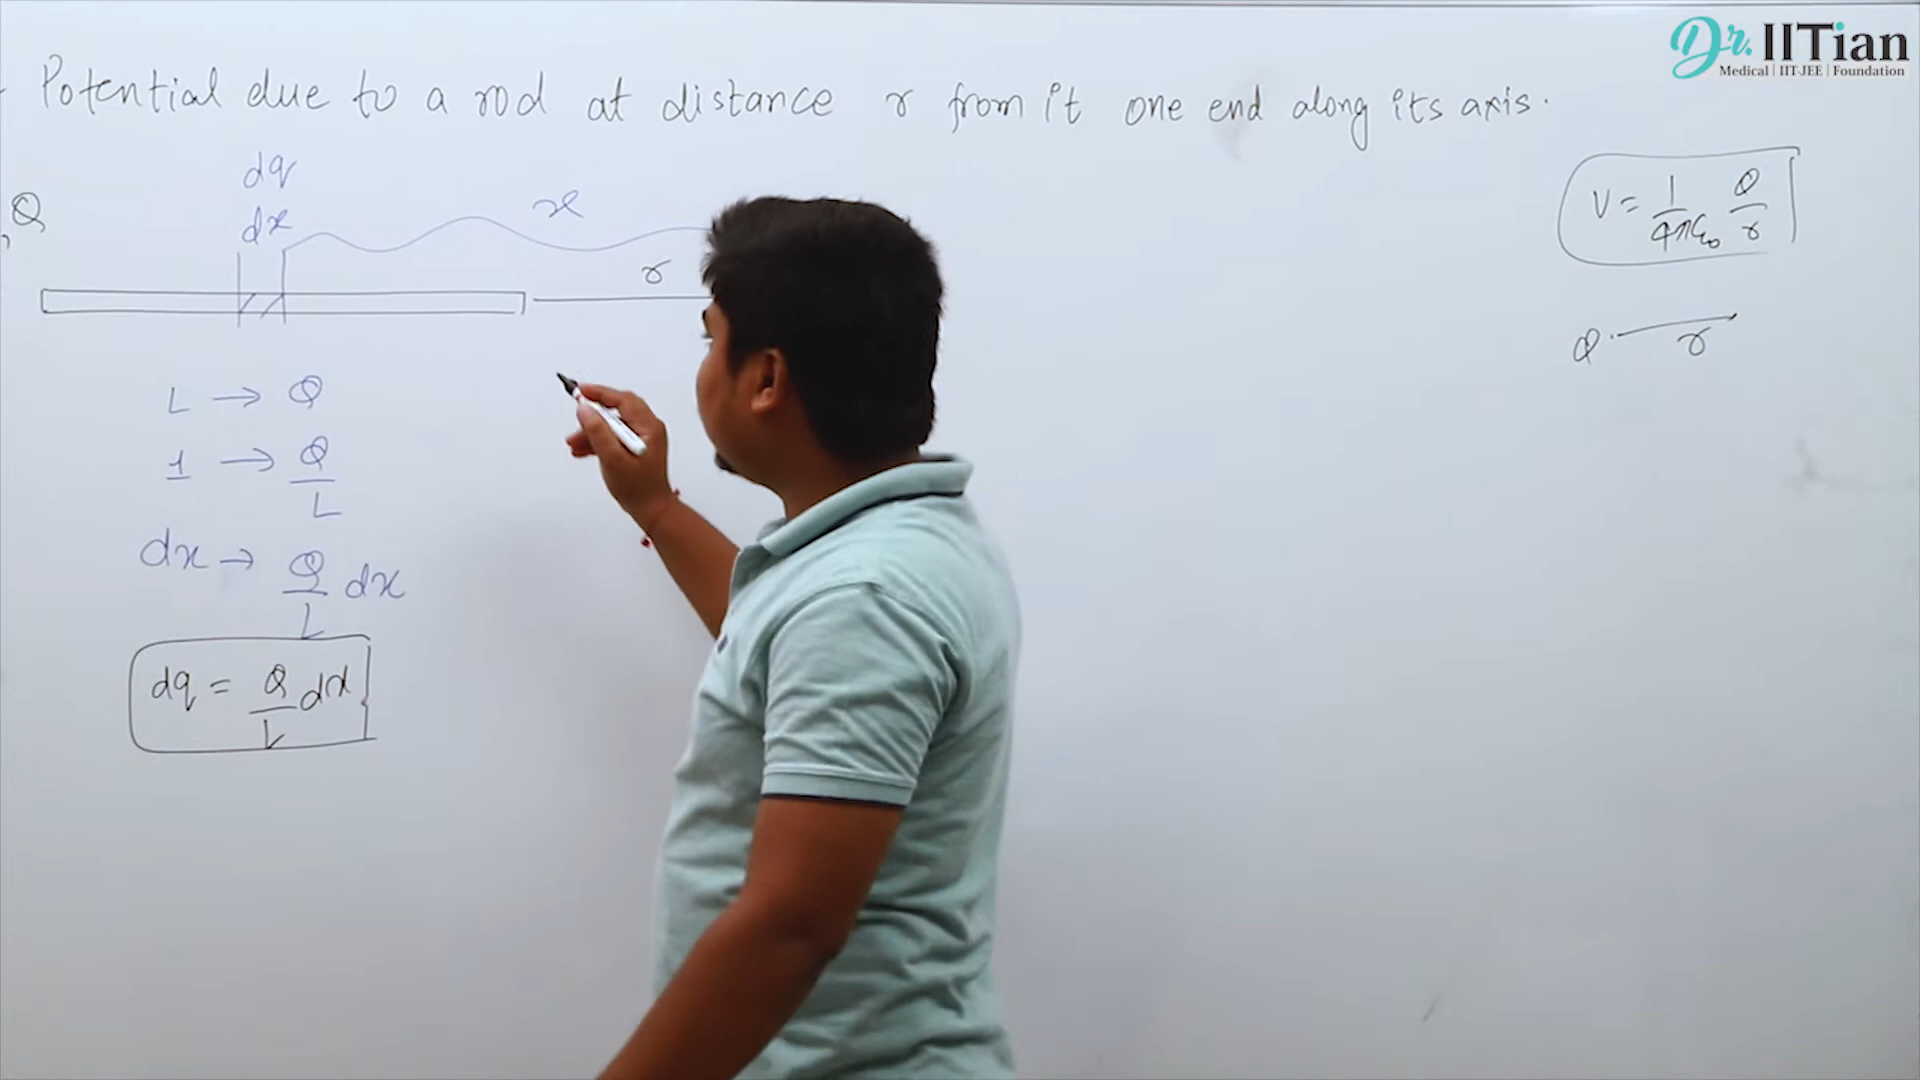 Dr. IITian
Medical | IIT-JEE | Foundation
Potential due to a rod at distance r from it one end along its axis.
dq
, Q
dx
x
r
V = 1/4πε₀ Q/r
Q r
L → Q
1 → Q/L
dx → Q/L dx
dq = Q/L dx